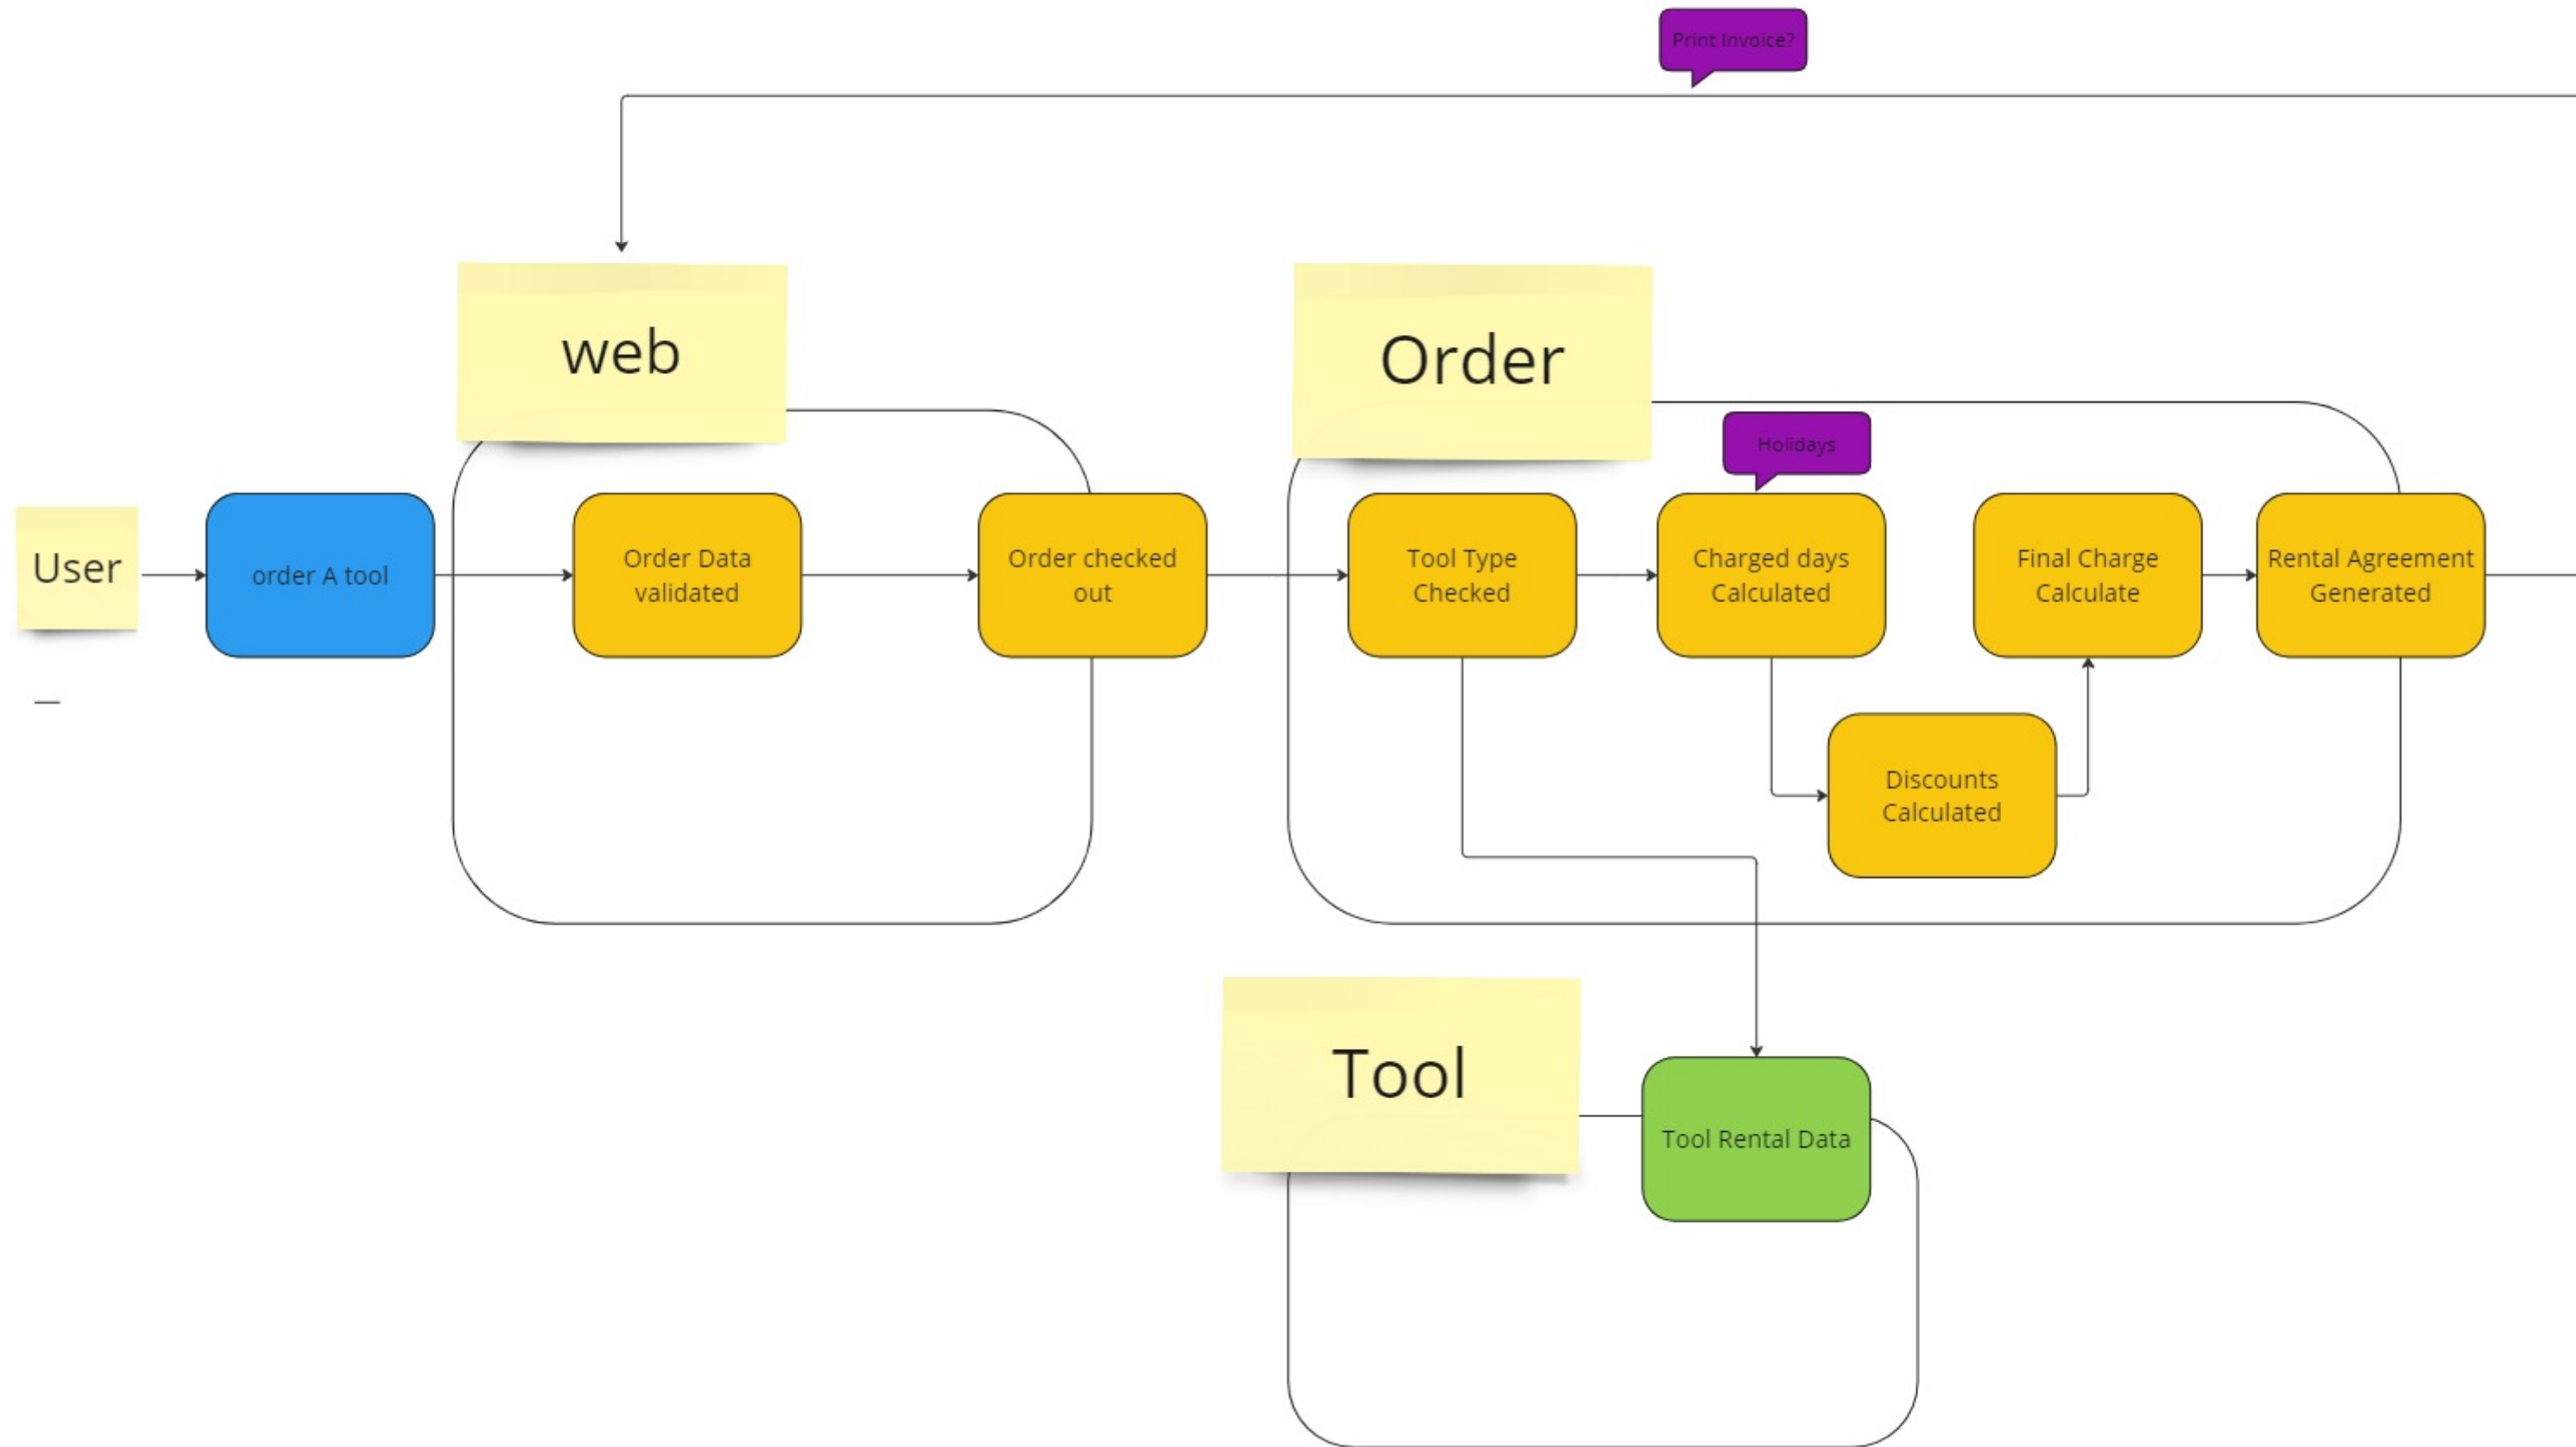 Print Invoice?
web
Order
Holidays
User
order A tool
Order Data
validated
Order checked
out
Tool Type
Checked
Charged days
Calculated
Final Charge
Calculate
Rental Agreement
Generated
Discounts
Calculated
Tool
Tool Rental Data